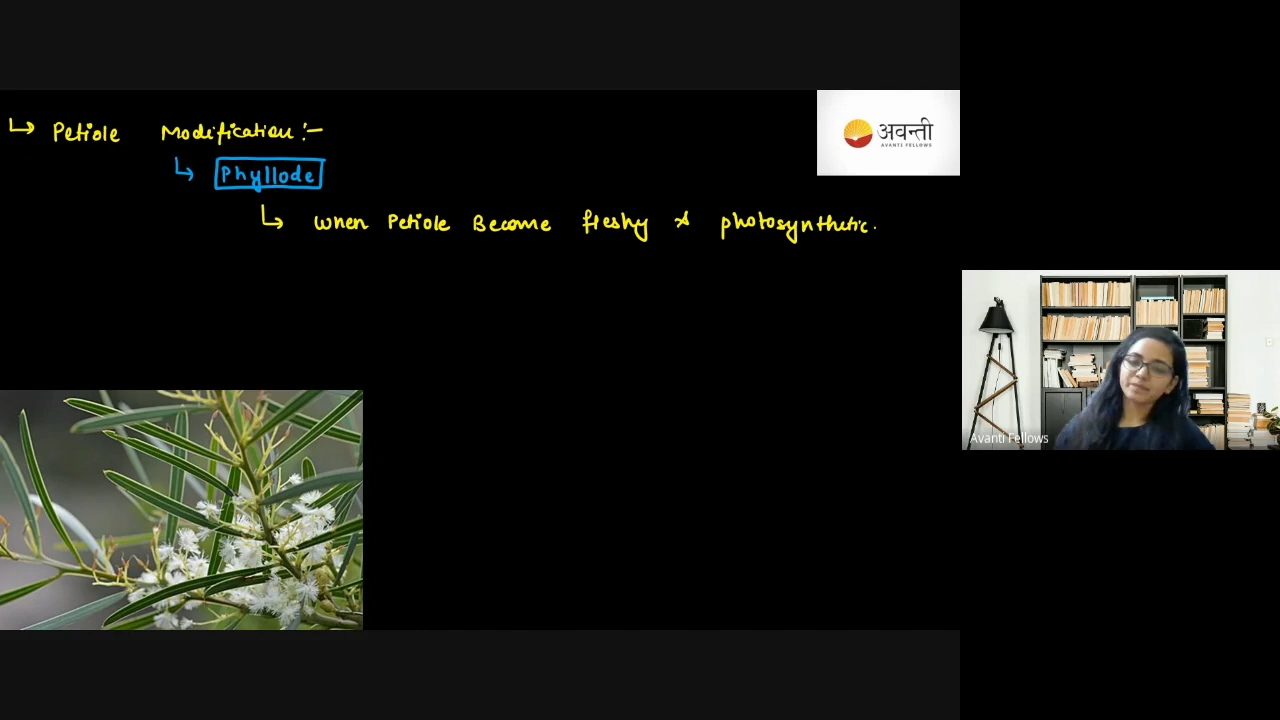 ↳ Petiole Modification :-
अवन्ती
AVANTI FELLOWS
↳ Phyllode
↳ When Petiole Become fleshy & photosynthetic.
Avanti Fellows